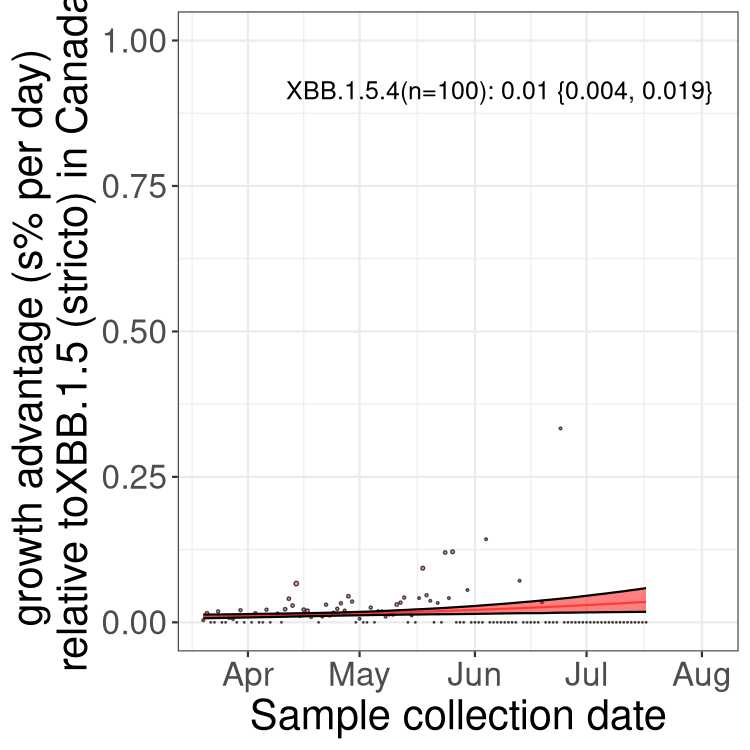 growth advantage (s% per day)
relative toXBB.1.5 (stricto) in Canada
1.00
0.75
0.50
0.25
0.00
XBB.1.5.4(n=100): 0.01 {0.004, 0.019}
Apr May Jun Jul Aug
Sample collection date